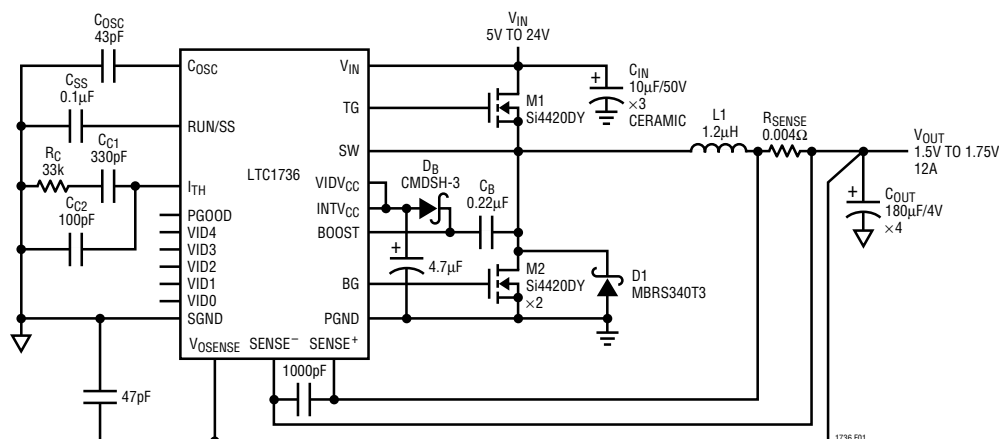 COSC
43pF
CSS
0.1µF
RC
33k
CC1
330pF
CC2
100pF
47pF
COSC
RUN/SS
ITH
PGOOD
VID4
VID3
VID2
VID1
VID0
SGND
VOSENSE
SENSE–
SENSE+
LTC1736
VIN
TG
SW
VIDVCC
INTVCC
BOOST
BG
PGND
1000pF
VIN
5V TO 24V
CIN
10µF/50V
×3
CERAMIC
M1
Si4420DY
DB
CMDSH-3
CB
0.22µF
4.7µF
M2
Si4420DY
×2
D1
MBRS340T3
L1
1.2µH
RSENSE
0.004Ω
VOUT
1.5V TO 1.75V
12A
COUT
180µF/4V
×4
1736 F01